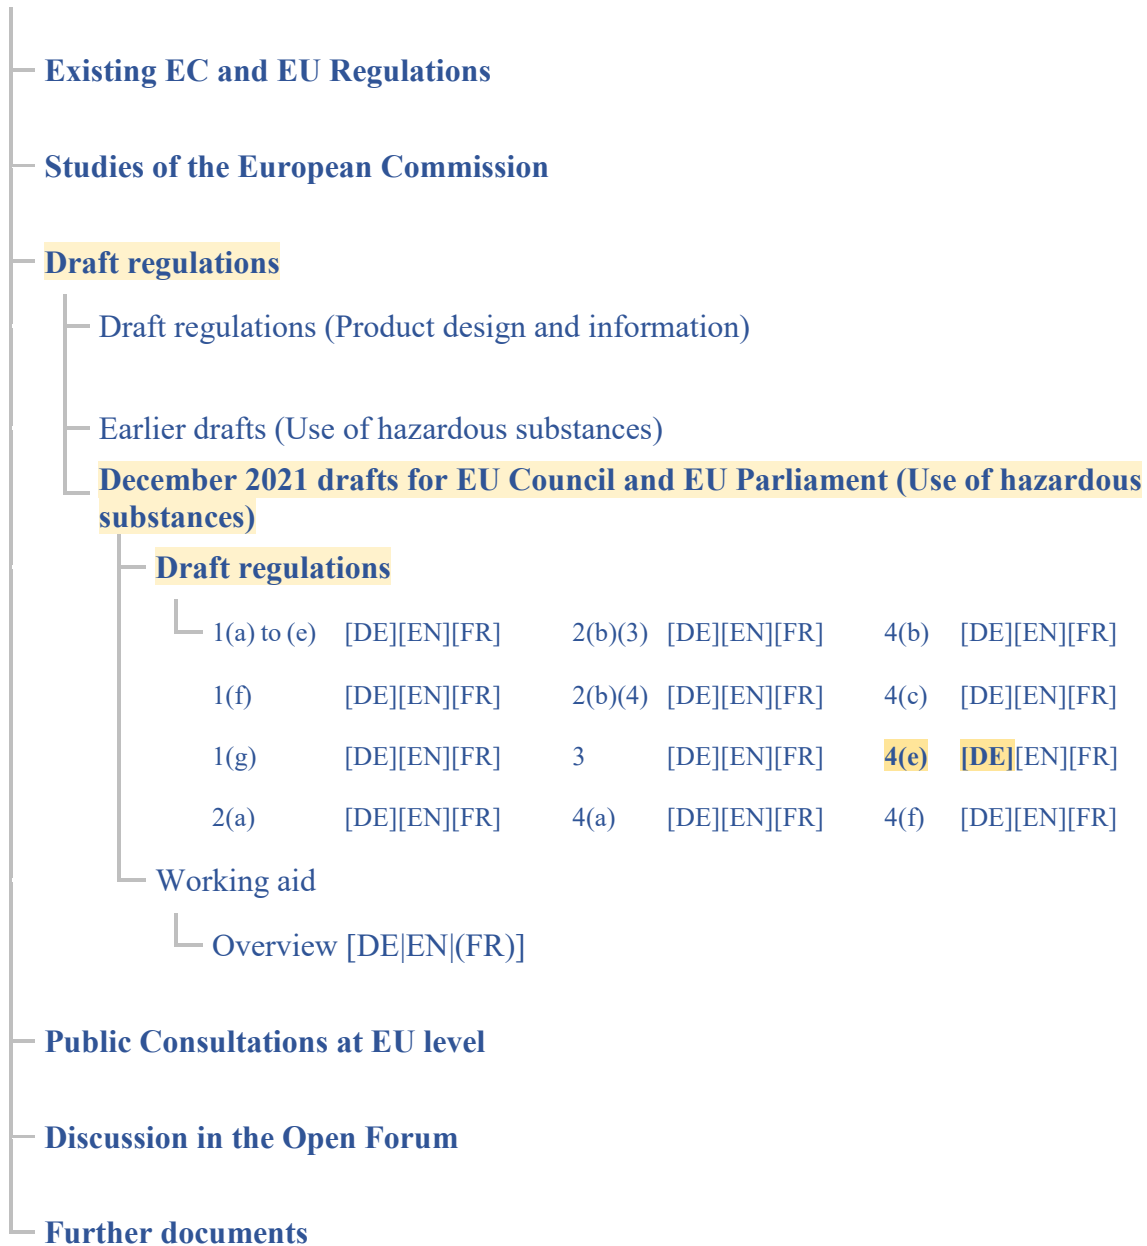 Existing EC and EU Regulations
Studies of the European Commission
Draft regulations
Draft regulations (Product design and information)
Earlier drafts (Use of hazardous substances)
December 2021 drafts for EU Council and EU Parliament (Use of hazardous
substances)
Draft regulations
1(a) to (e) [DE][EN][FR] 2(b)(3) [DE][EN][FR] 4(b) [DE][EN][FR]
1(f) [DE][EN][FR] 2(b)(4) [DE][EN][FR] 4(c) [DE][EN][FR]
1(g) [DE][EN][FR] 3 [DE][EN][FR] 4(e) [DE][EN][FR]
2(a) [DE][EN][FR] 4(a) [DE][EN][FR] 4(f) [DE][EN][FR]
Working aid
Overview [DE|EN|(FR)]
Public Consultations at EU level
Discussion in the Open Forum
Further documents